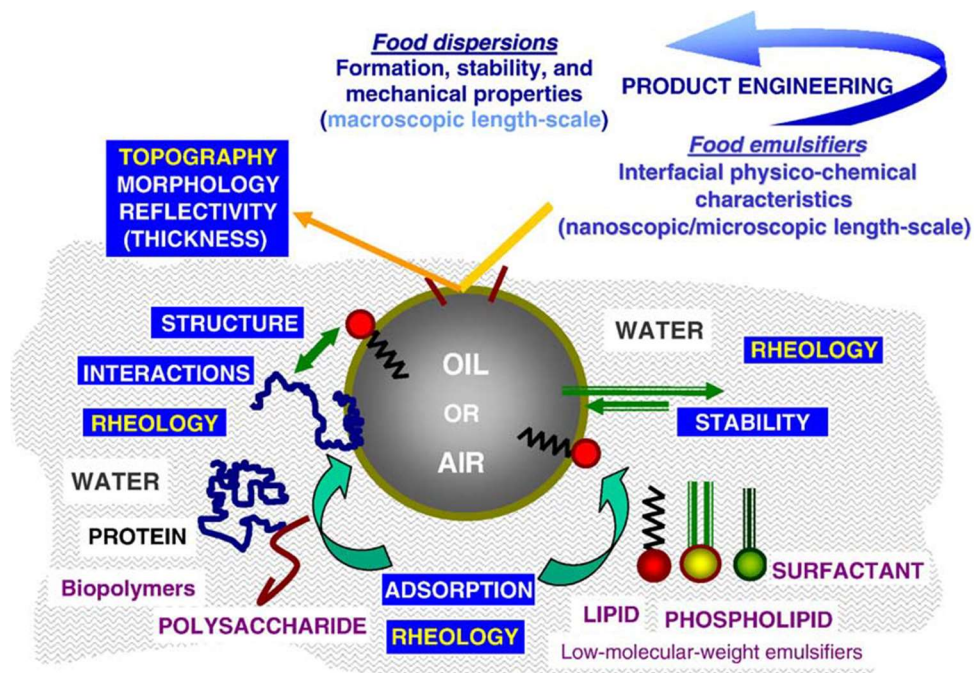 Food dispersions
Formation, stability, and
mechanical properties
(macroscopic length-scale)
PRODUCT ENGINEERING
Food emulsifiers
Interfacial physico-chemical
characteristics
(nanoscopic/microscopic length-scale)
TOPOGRAPHY
MORPHOLOGY
REFLECTIVITY
(THICKNESS)
STRUCTURE
INTERACTIONS
RHEOLOGY
WATER
PROTEIN
Biopolymers
POLYSACCHARIDE
OIL
OR
AIR
ADSORPTION
RHEOLOGY
WATER
RHEOLOGY
STABILITY
SURFACTANT
LIPID
PHOSPHOLIPID
Low-molecular-weight emulsifiers